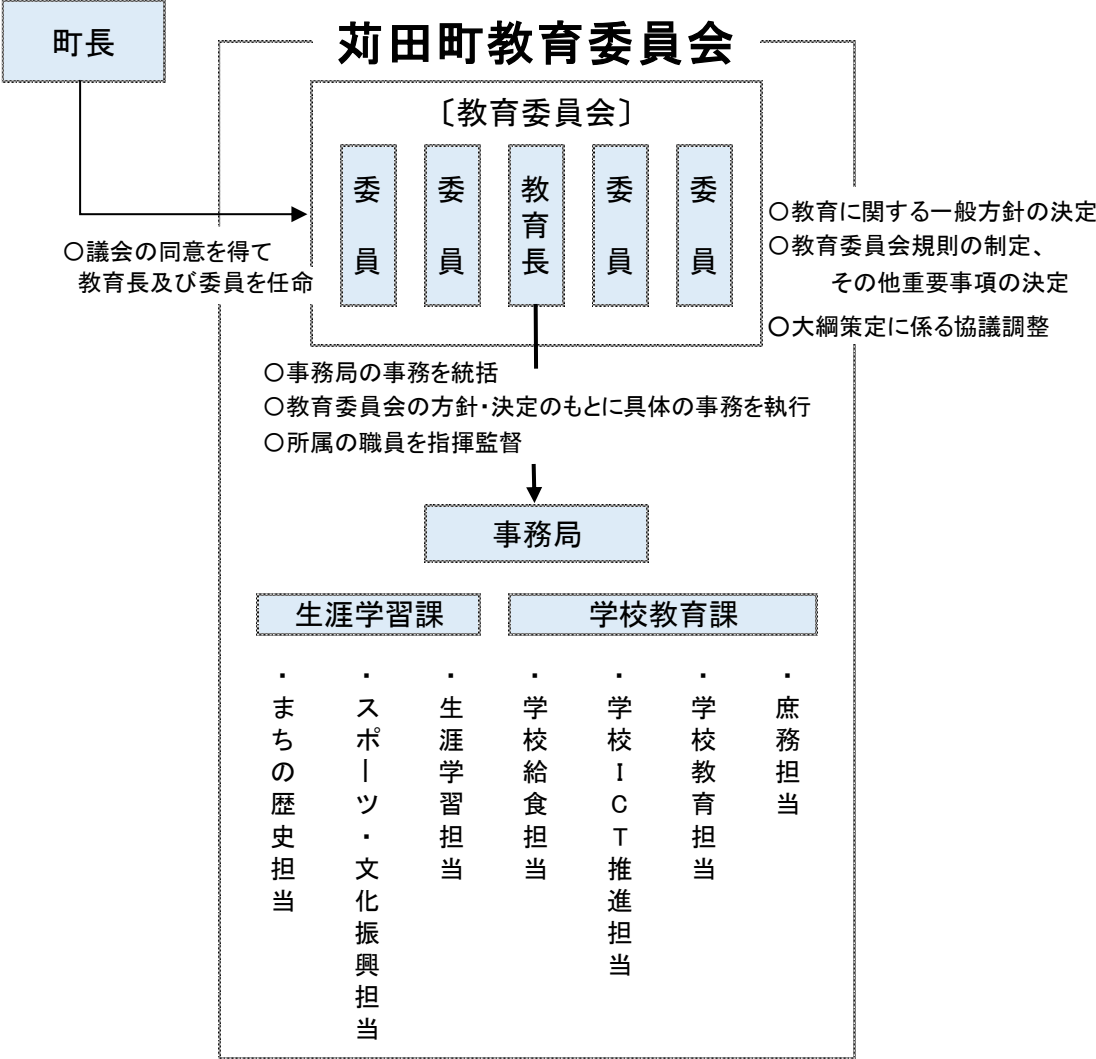 町長
苅田町教育委員会
〔教育委員会〕
委員
委員
教育長
委員
委員
○議会の同意を得て
教育長及び委員を任命
○教育に関する一般方針の決定
○教育委員会規則の制定、
その他重要事項の決定
○大綱策定に係る協議調整
○事務局の事務を統括
○教育委員会の方針・決定のもとに具体の事務を執行
○所属の職員を指揮監督
事務局
生涯学習課
学校教育課
・まちの歴史担当
・スポーツ・文化振興担当
・生涯学習担当
・学校給食担当
・学校ICT推進担当
・学校教育担当
・庶務担当